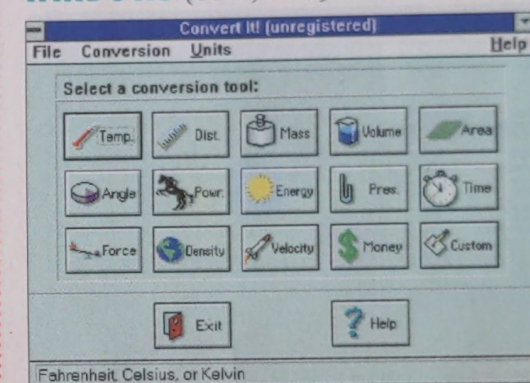 Convert It! (unregistered)
File Conversion Units Help
Select a conversion tool:
Temp. Dist. Mass Volume Area
Angle Powr. Energy Pres. Time
Force Density Velocity Money Custom
Exit Help
Fahrenheit, Celsius, or Kelvin